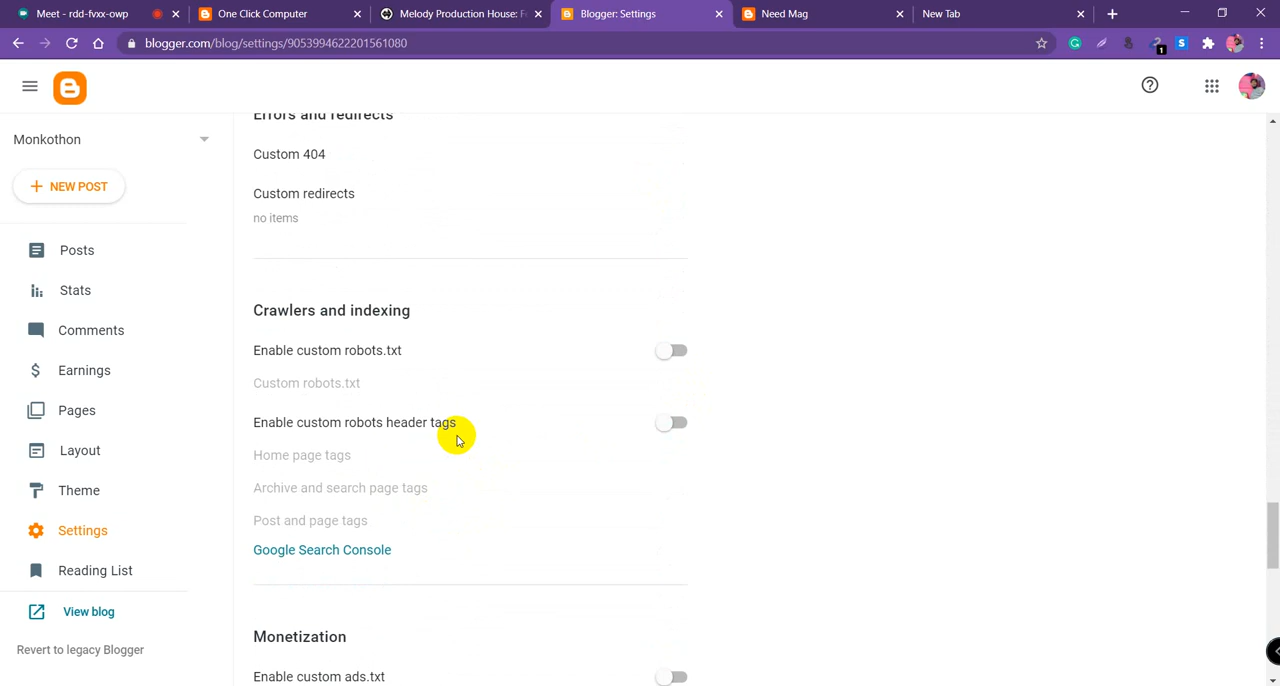 Meet - rdd-fvxx-owp
One Click Computer
Melody Production House: Fe
Blogger: Settings
Need Mag
New Tab
blogger.com/blog/settings/9053994622201561080
1
S
Monkothon
NEW POST
Posts
Stats
Comments
Earnings
Pages
Layout
Theme
Settings
Reading List
View blog
Revert to legacy Blogger
Errors and redirects
Custom 404
Custom redirects
no items
Crawlers and indexing
Enable custom robots.txt
Custom robots.txt
Enable custom robots header tags
Home page tags
Archive and search page tags
Post and page tags
Google Search Console
Monetization
Enable custom ads.txt